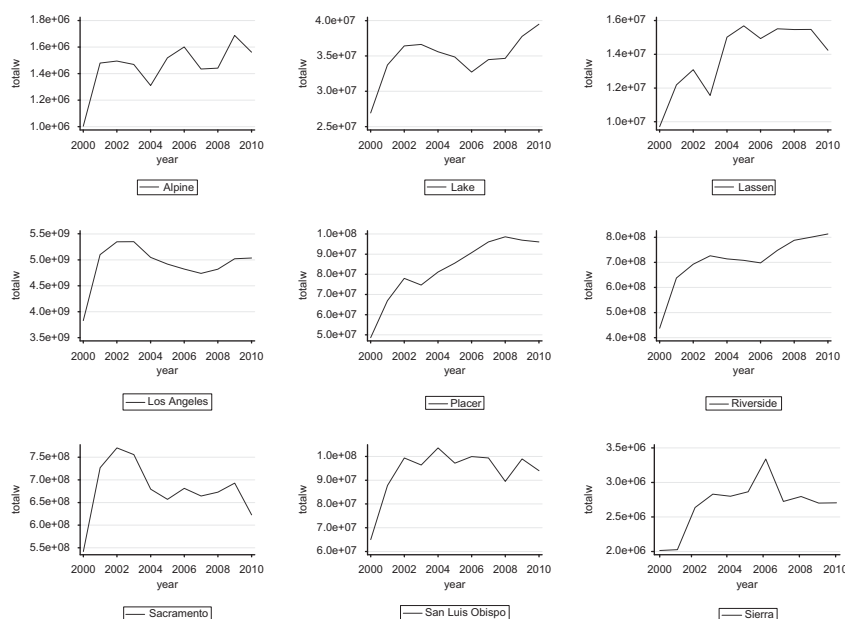 1.8e+06
1.6e+06
1.4e+06
1.2e+06
1.0e+06
totalw
2000 2002 2004 2006 2008 2010
year
Alpine
4.0e+07
3.5e+07
3.0e+07
2.5e+07
totalw
2000 2002 2004 2006 2008 2010
year
Lake
1.6e+07
1.4e+07
1.2e+07
1.0e+07
totalw
2000 2002 2004 2006 2008 2010
year
Lassen
5.5e+09
5.0e+09
4.5e+09
4.0e+09
3.5e+09
totalw
2000 2002 2004 2006 2008 2010
year
Los Angeles
1.0e+08
9.0e+07
8.0e+07
7.0e+07
6.0e+07
5.0e+07
totalw
2000 2002 2004 2006 2008 2010
year
Placer
8.0e+08
7.0e+08
6.0e+08
5.0e+08
4.0e+08
totalw
2000 2002 2004 2006 2008 2010
year
Riverside
7.5e+08
7.0e+08
6.5e+08
6.0e+08
5.5e+08
totalw
2000 2002 2004 2006 2008 2010
year
Sacramento
1.0e+08
9.0e+07
8.0e+07
7.0e+07
6.0e+07
totalw
2000 2002 2004 2006 2008 2010
year
San Luis Obispo
3.5e+06
3.0e+06
2.5e+06
2.0e+06
totalw
2000 2002 2004 2006 2008 2010
year
Sierra